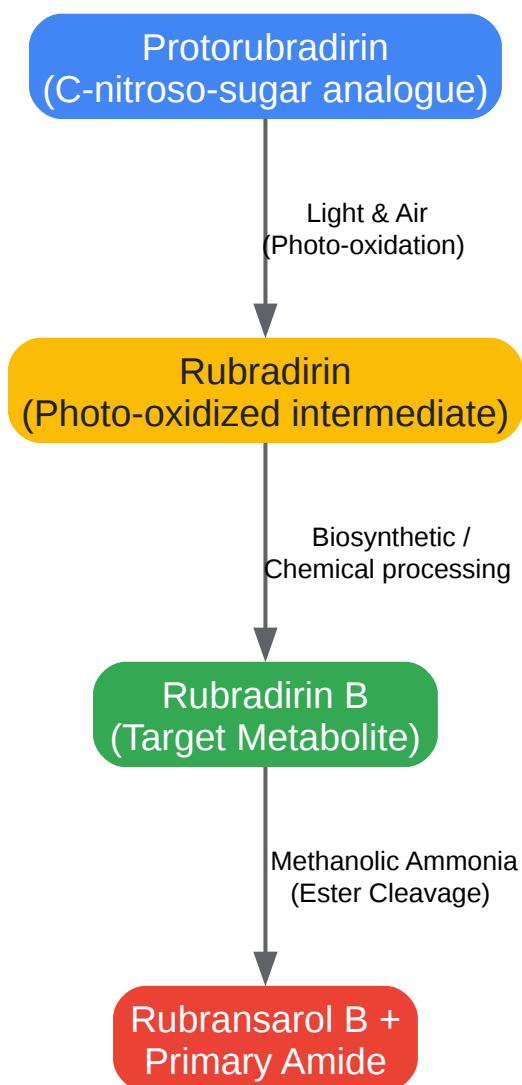 Protorubradirin
(C-nitroso-sugar analogue)
Light & Air
(Photo-oxidation)
Rubradirin
(Photo-oxidized intermediate)
Biosynthetic /
Chemical processing
Rubradirin B
(Target Metabolite)
Methanolic Ammonia
(Ester Cleavage)
Rubransarol B +
Primary Amide